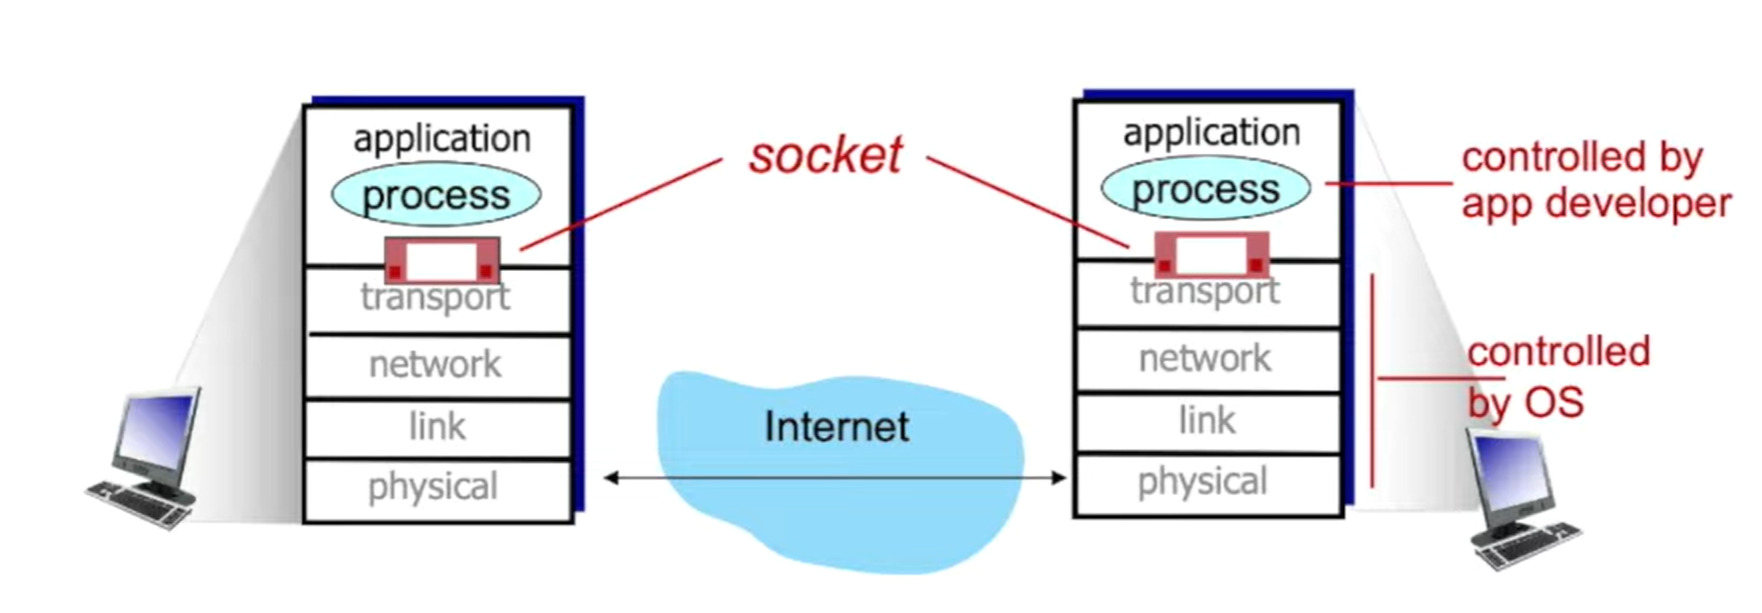 application
process
transport
network
link
physical
socket
Internet
application
process
transport
network
link
physical
controlled by
app developer
controlled
by OS